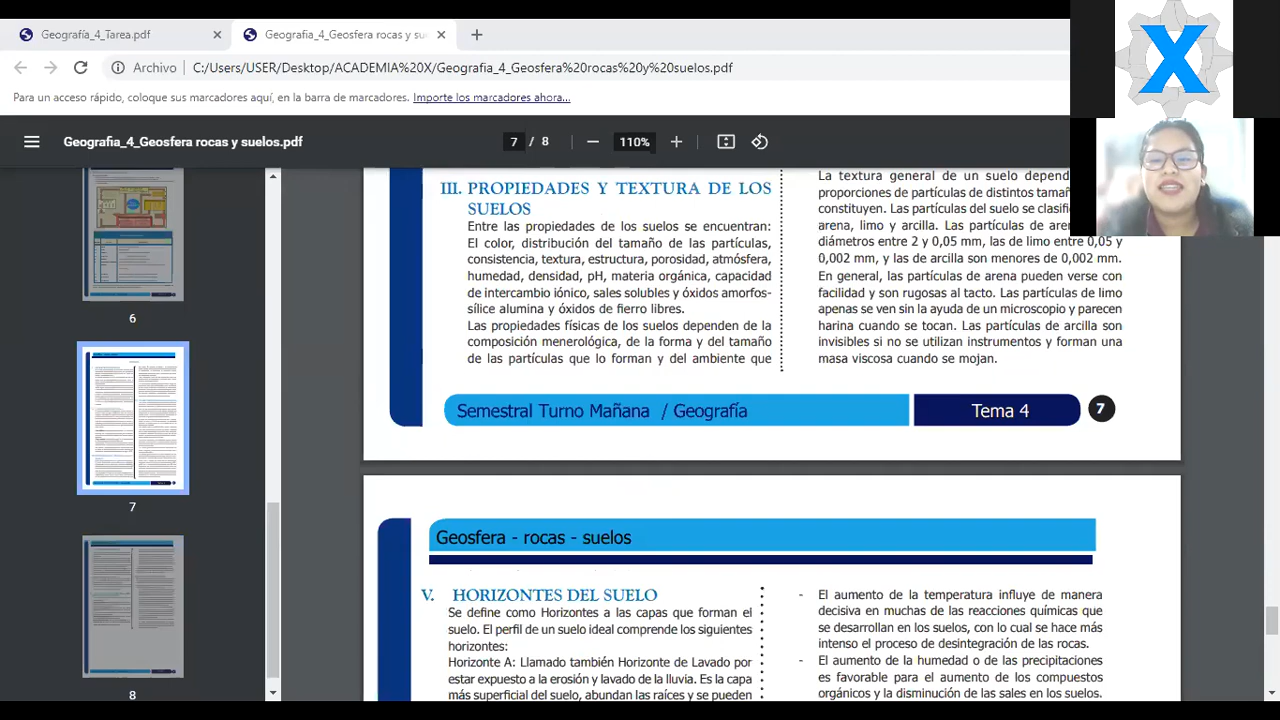 Geografía_4_Tarea.pdf
Geografia_4_Geosfera rocas y su
Archivo
C:/Users/USER/Desktop/ACADEMIA%20X/Geografia_4_Geosfera%20rocas%20y%20suelos.pdf
Para un acceso rápido, coloque sus marcadores aquí, en la barra de marcadores. Importe los marcadores ahora...
Geografia_4_Geosfera rocas y suelos.pdf
7 / 8
110%
X
6
7
8
III. PROPIEDADES Y TEXTURA DE LOS
SUELOS
Entre las propiedades de los suelos se encuentran:
El color, distribución del tamaño de las partículas,
consistencia, textura, estructura, porosidad, atmósfera,
humedad, densidad, pH, materia orgánica, capacidad
de intercambio iónico, sales solubles y óxidos amorfos-
sílice alumina y óxidos de fierro libres.
Las propiedades físicas de los suelos dependen de la
composición menerológica, de la forma y del tamaño
de las partículas que lo forman y del ambiente que
La textura general de un suelo depend
proporciones de partículas de distintos tamañ
constituyen. Las partículas del suelo se clasifi
arena, limo y arcilla. Las partículas de aren
diámetros entre 2 y 0,05 mm, las de limo entre 0,05 y
0,002 mm, y las de arcilla son menores de 0,002 mm.
En general, las partículas de arena pueden verse con
facilidad y son rugosas al tacto. Las partículas de limo
apenas se ven sin la ayuda de un microscopio y parecen
harina cuando se tocan. Las partículas de arcilla son
invisibles si no se utilizan instrumentos y forman una
masa viscosa cuando se mojan.
Semestral Turno Mañana / Geografía
Tema 4
7
Geosfera - rocas - suelos
V. HORIZONTES DEL SUELO
Se define como Horizontes a las capas que forman el
suelo. El perfil de un suelo ideal comprende los siguientes
horizontes:
Horizonte A: Llamado también Horizonte de Lavado por
estar expuesto a la erosión y lavado de la lluvia. Es la capa
más superficial del suelo, abundan las raíces y se pueden
- El aumento de la temperatura influye de manera
decisiva en muchas de las reacciones químicas que
se desarrollan en los suelos, con lo cual se hace más
intenso el proceso de desintegración de las rocas.
- El aumento de la humedad o de las precipitaciones
es favorable para el aumento de los compuestos
orgánicos y la disminución de las sales en los suelos.